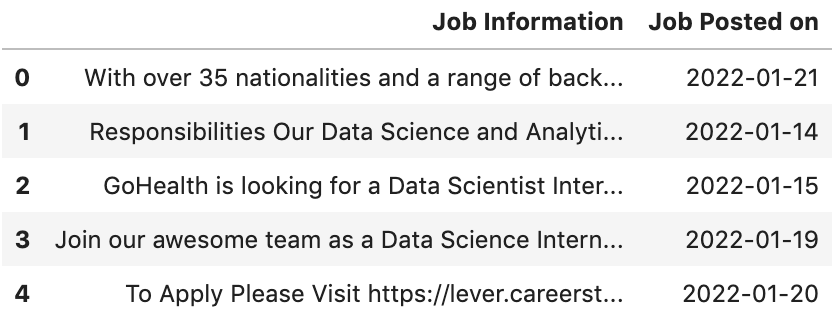 Job Information Job Posted on
0 With over 35 nationalities and a range of back... 2022-01-21
1 Responsibilities Our Data Science and Analyti... 2022-01-14
2 GoHealth is looking for a Data Scientist Inter... 2022-01-15
3 Join our awesome team as a Data Science Intern... 2022-01-19
4 To Apply Please Visit https://lever.careerst... 2022-01-20